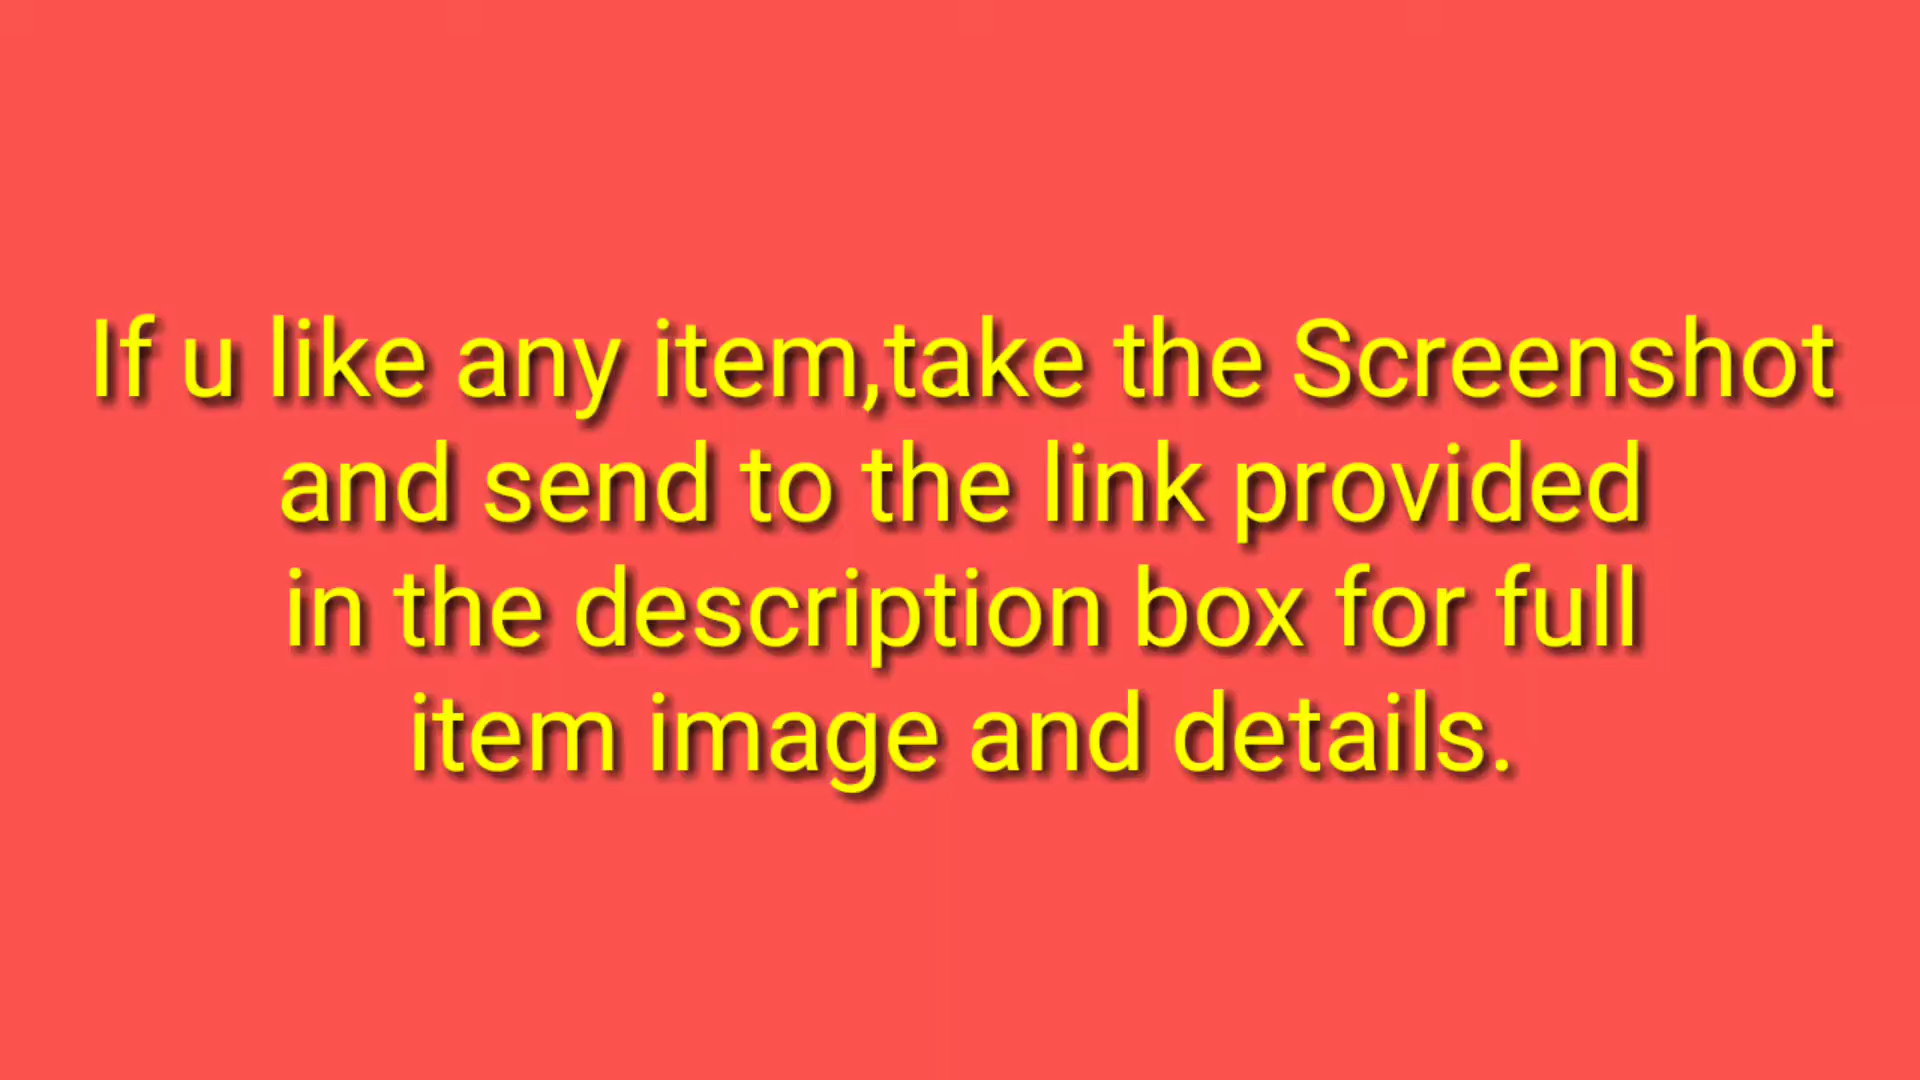 If u like any item,take the Screenshot
and send to the link provided
in the description box for full
item image and details.